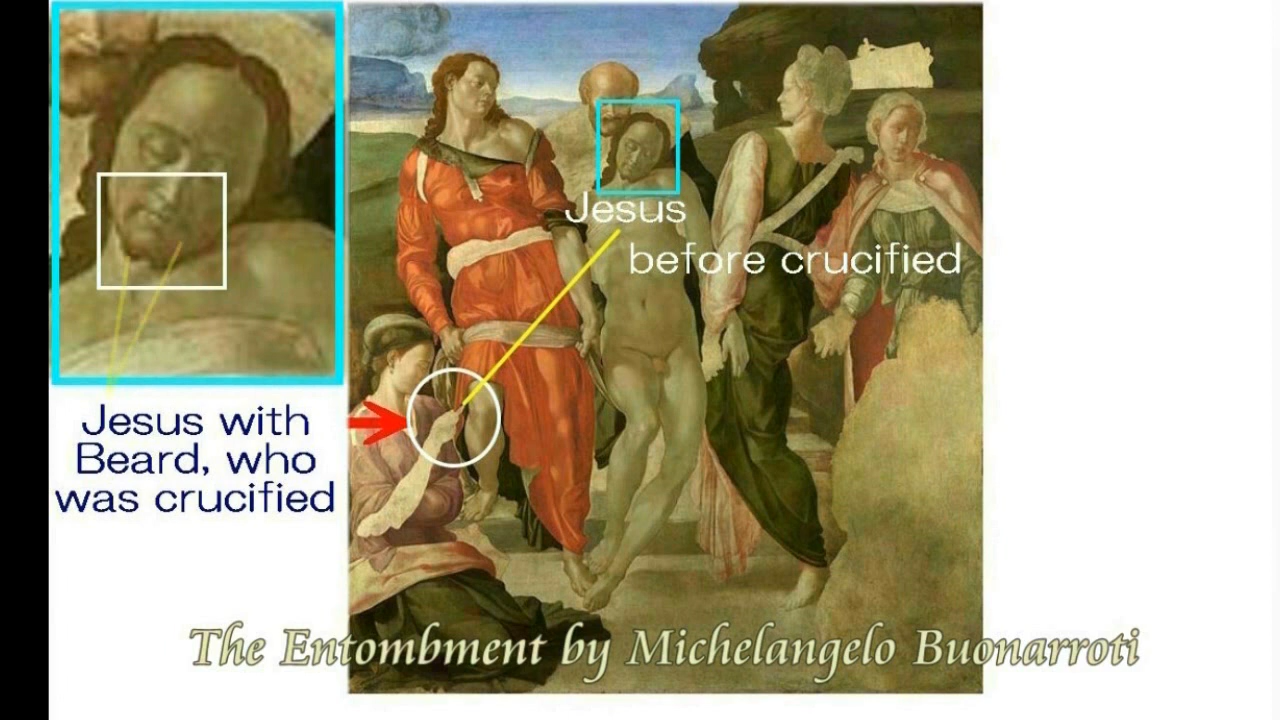 Jesus
before crucified
Jesus with
Beard, who
was crucified
The Entombment by Michelangelo Buonarroti